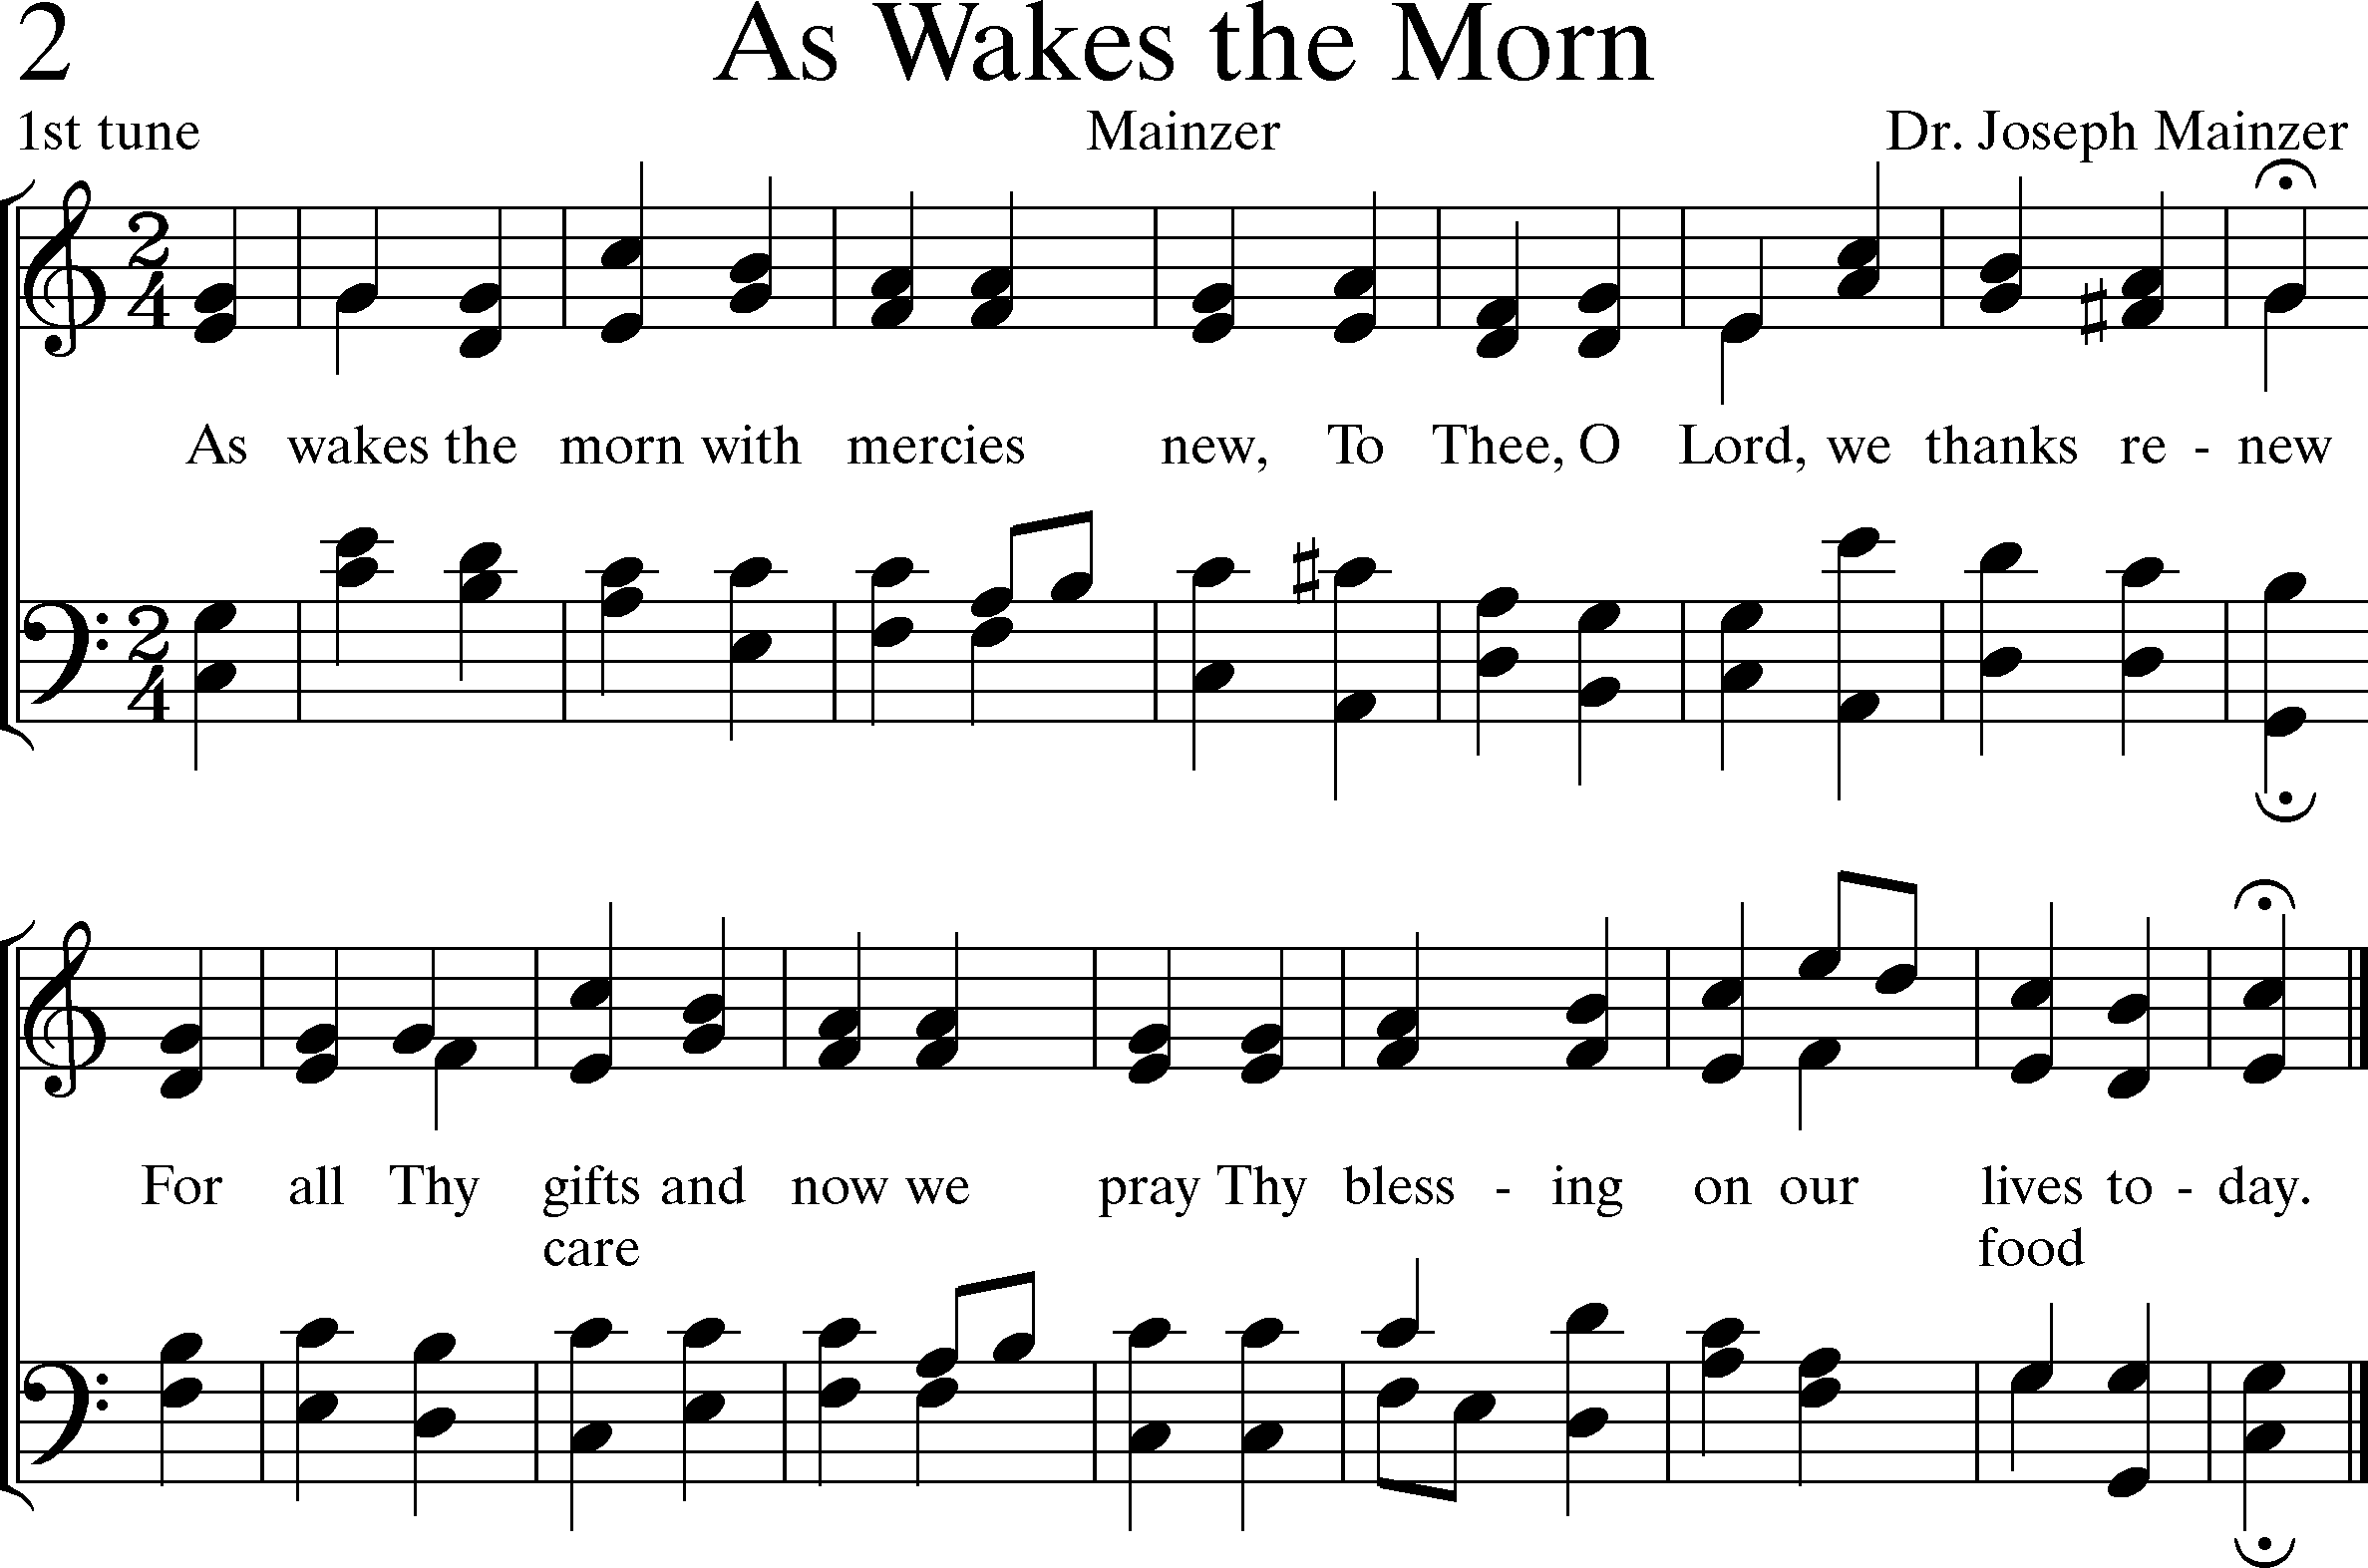 2 As Wakes the Morn
1st tune Mainzer Dr. Joseph Mainzer
2 4
As wakes the morn with mercies new, To Thee, O Lord, we thanks re - new
2 4
For all Thy gifts and now we pray Thy bless - ing on our lives to - day.
care food